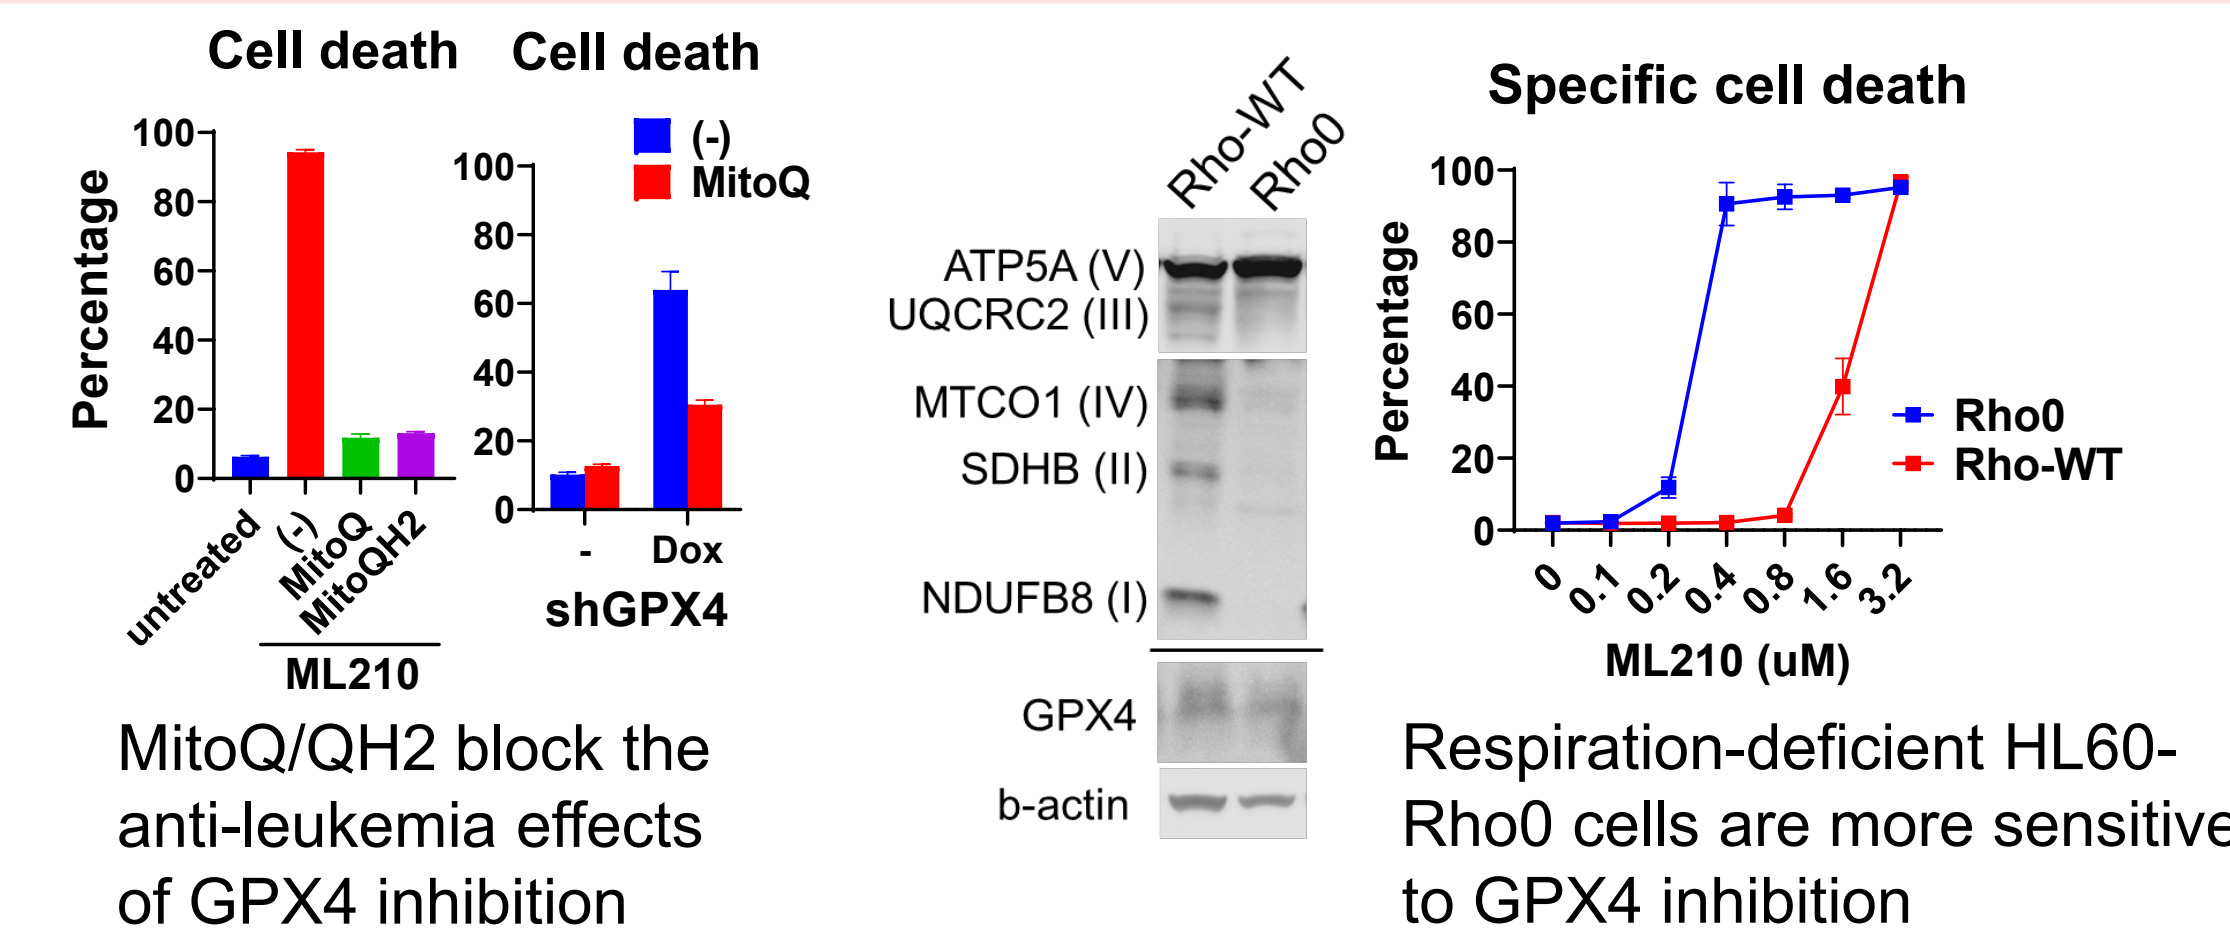 Cell death
Percentage
100
80
60
40
20
0
untreated
(-)
MitoQ
MitoQH2
ML210
Cell death
(-)
MitoQ
100
80
60
40
20
0
-
Dox
shGPX4
MitoQ/QH2 block the
anti-leukemia effects
of GPX4 inhibition
Rho-WT
Rho0
ATP5A (V)
UQCRC2 (III)
MTCO1 (IV)
SDHB (II)
NDUFB8 (I)
GPX4
b-actin
Specific cell death
Percentage
100
80
60
40
20
0
0
0.1
0.2
0.4
0.8
1.6
3.2
ML210 (uM)
Rho0
Rho-WT
Respiration-deficient HL60-
Rho0 cells are more sensitive
to GPX4 inhibition